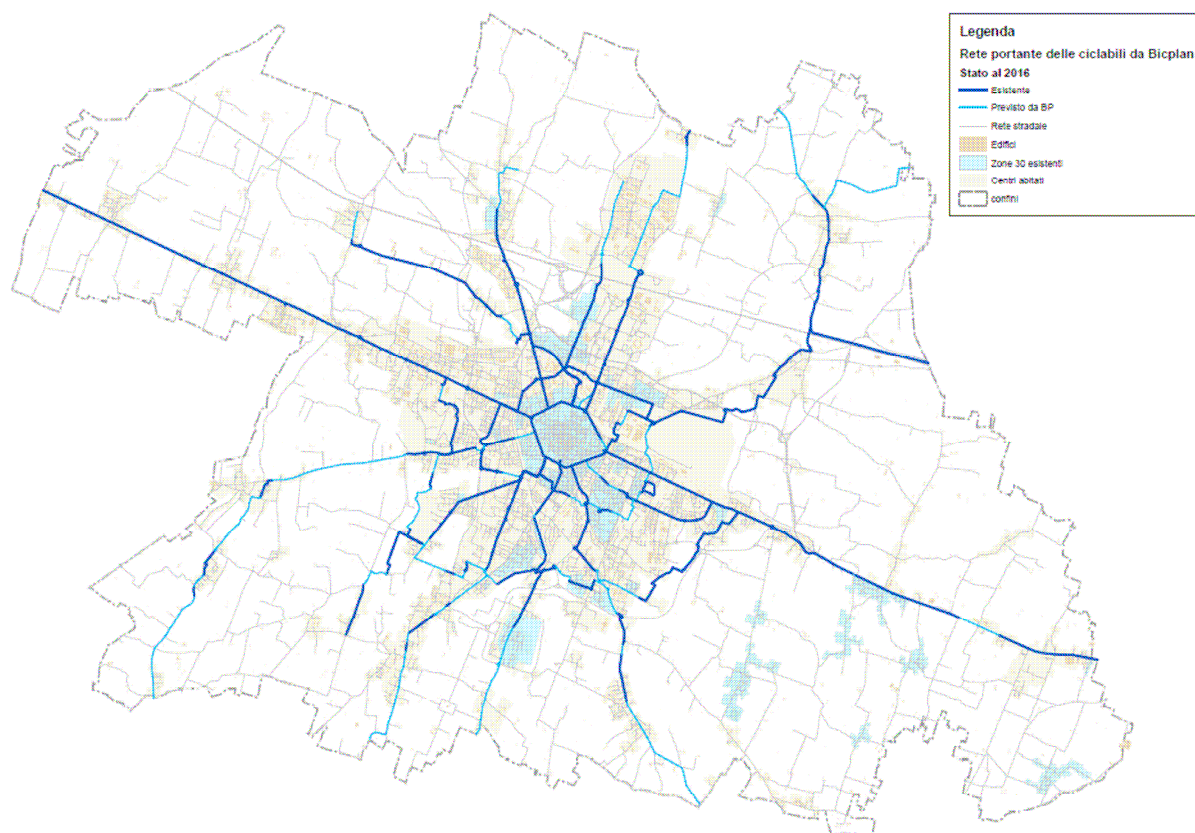 Legenda
Rete portante delle ciclabili da Bicplan
Stato al 2016
Esistente
Previsto da BP
Rete stradale
Edifici
Zone 30 esistenti
Centri abitati
confini